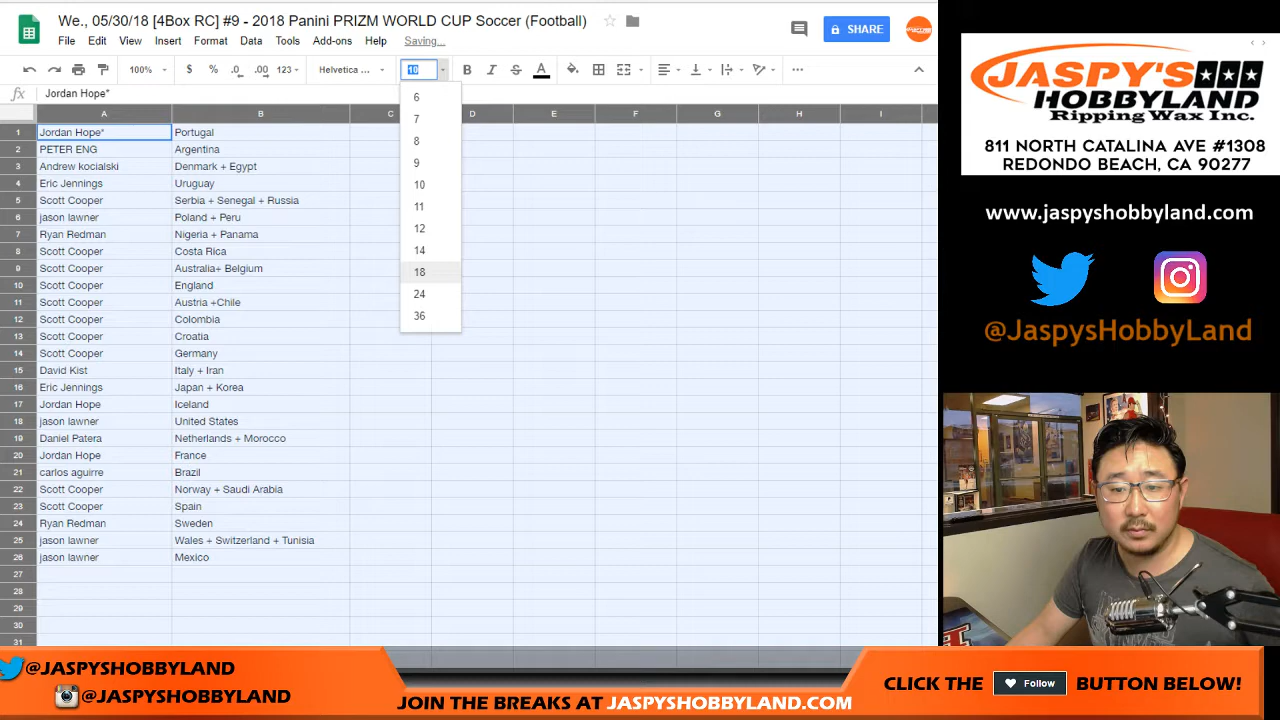 We., 05/30/18 [4Box RC] #9 - 2018 Panini PRIZM WORLD CUP Soccer (Football)
File Edit View Insert Format Data Tools Add-ons Help Saving...
SHARE
100% $ % .0 .00 123 Helvetica ... 10 B I S A
fx Jordan Hope*
A B C D E F G H I
1 Jordan Hope* Portugal
2 PETER ENG Argentina
3 Andrew kocialski Denmark + Egypt
4 Eric Jennings Uruguay
5 Scott Cooper Serbia + Senegal + Russia
6 jason lawner Poland + Peru
7 Ryan Redman Nigeria + Panama
8 Scott Cooper Costa Rica
9 Scott Cooper Australia+ Belgium
10 Scott Cooper England
11 Scott Cooper Austria +Chile
12 Scott Cooper Colombia
13 Scott Cooper Croatia
14 Scott Cooper Germany
15 David Kist Italy + Iran
16 Eric Jennings Japan + Korea
17 Jordan Hope Iceland
18 jason lawner United States
19 Daniel Patera Netherlands + Morocco
20 Jordan Hope France
21 carlos aguirre Brazil
22 Scott Cooper Norway + Saudi Arabia
23 Scott Cooper Spain
24 Ryan Redman Sweden
25 jason lawner Wales + Switzerland + Tunisia
26 jason lawner Mexico
27
28
29
30
31
6
7
8
9
10
11
12
14
18
24
36
JASPY'S
HOBBYLAND
Ripping Wax Inc.
811 NORTH CATALINA AVE #1308
REDONDO BEACH, CA 90277
www.jaspyshobbyland.com
@JaspysHobbyLand
@JASPYSHOBBYLAND
@JASPYSHOBBYLAND
JOIN THE BREAKS AT JASPYSHOBBYLAND.COM
CLICK THE Follow BUTTON BELOW!